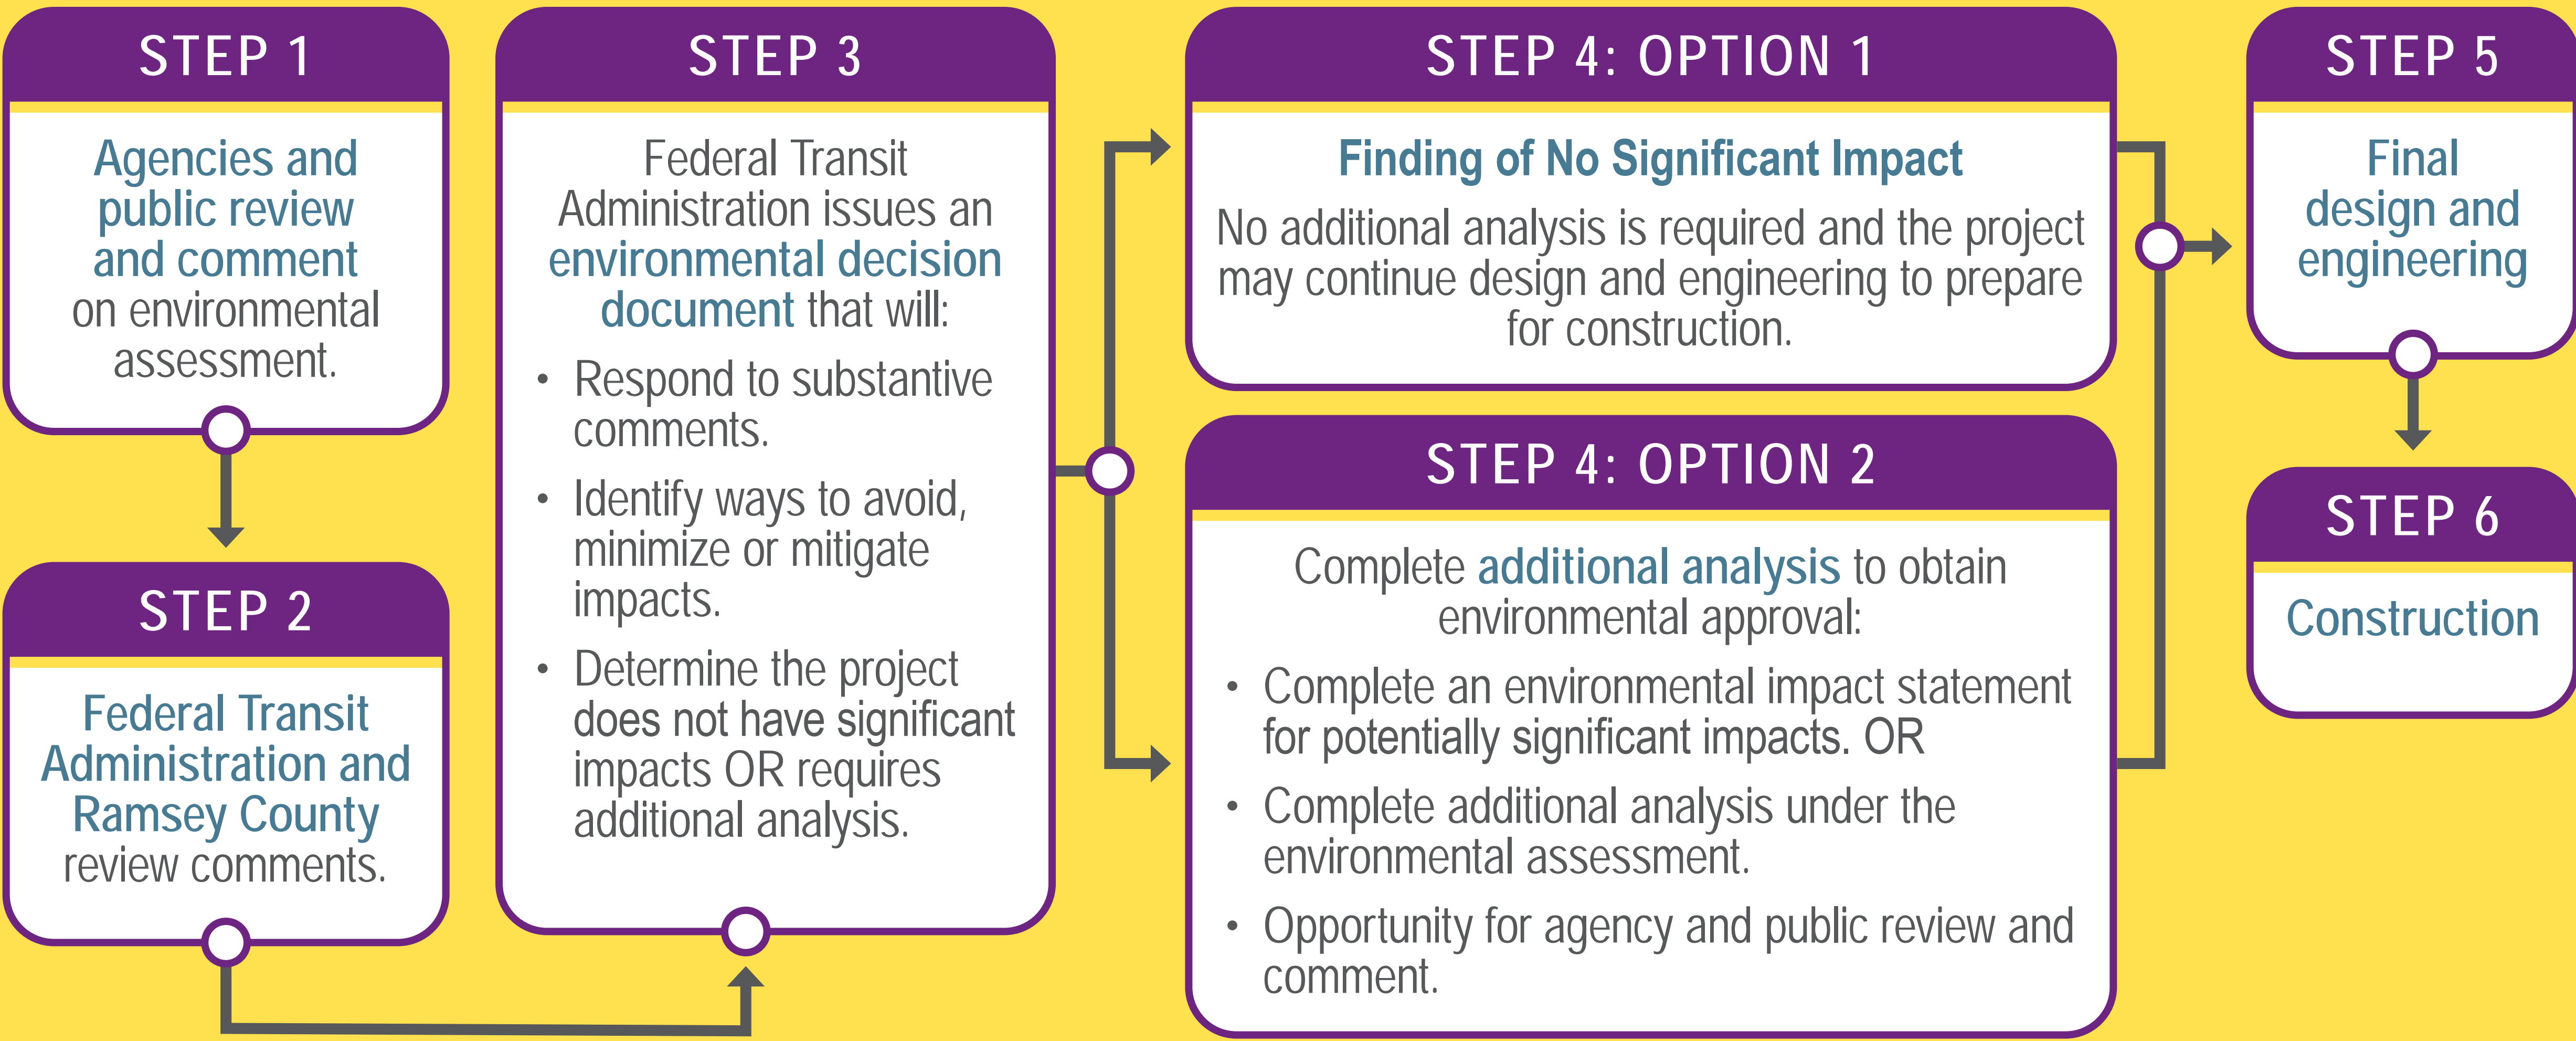 STEP 1
Agencies and
public review
and comment
on environmental
assessment.
STEP 2
Federal Transit
Administration and
Ramsey County
review comments.
STEP 3
Federal Transit
Administration issues an
environmental decision
document that will:
• Respond to substantive
comments.
• Identify ways to avoid,
minimize or mitigate
impacts.
• Determine the project
does not have significant
impacts OR requires
additional analysis.
STEP 4: OPTION 1
Finding of No Significant Impact
No additional analysis is required and the project
may continue design and engineering to prepare
for construction.
STEP 4: OPTION 2
Complete additional analysis to obtain
environmental approval:
• Complete an environmental impact statement
for potentially significant impacts. OR
• Complete additional analysis under the
environmental assessment.
• Opportunity for agency and public review and
comment.
STEP 5
Final
design and
engineering
STEP 6
Construction